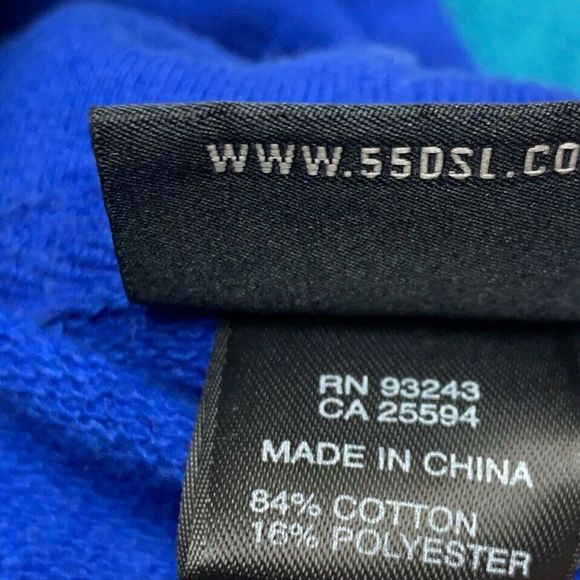 WWW.55DSL.CO
RN 93243
CA 25594
MADE IN CHINA
84% COTTON
16% POLYESTER